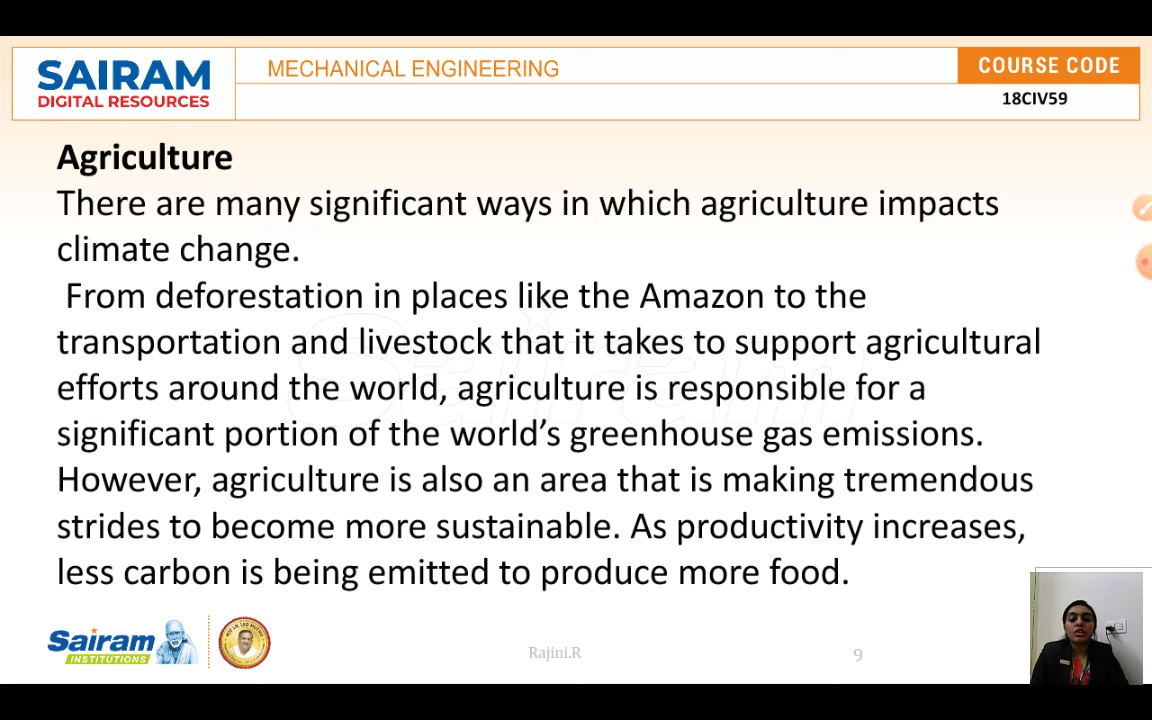 SAIRAM
DIGITAL RESOURCES
MECHANICAL ENGINEERING
COURSE CODE
18CIV59
Agriculture
There are many significant ways in which agriculture impacts
climate change.
From deforestation in places like the Amazon to the
transportation and livestock that it takes to support agricultural
efforts around the world, agriculture is responsible for a
significant portion of the world’s greenhouse gas emissions.
However, agriculture is also an area that is making tremendous
strides to become more sustainable. As productivity increases,
less carbon is being emitted to produce more food.
Sairam
Sairam
INSTITUTIONS
Rajini.R
9